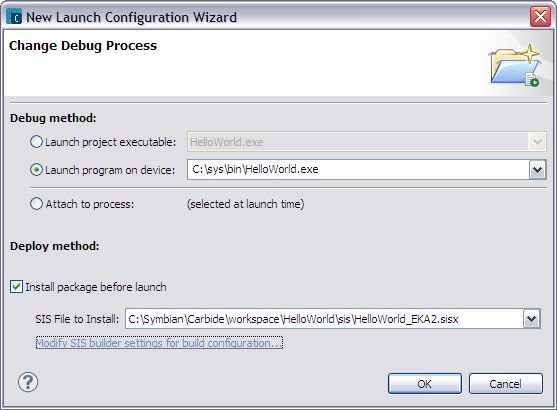 New Launch Configuration Wizard
Change Debug Process
Debug method:
Launch project executable: HelloWorld.exe
Launch program on device: C:\sys\bin\HelloWorld.exe
Attach to process: (selected at launch time)
Deploy method:
Install package before launch
SIS File to Install: C:\Symbian\Carbide\workspace\HelloWorld\sis\HelloWorld_EKA2.sisx
Modify SIS builder settings for build configuration...
? OK Cancel